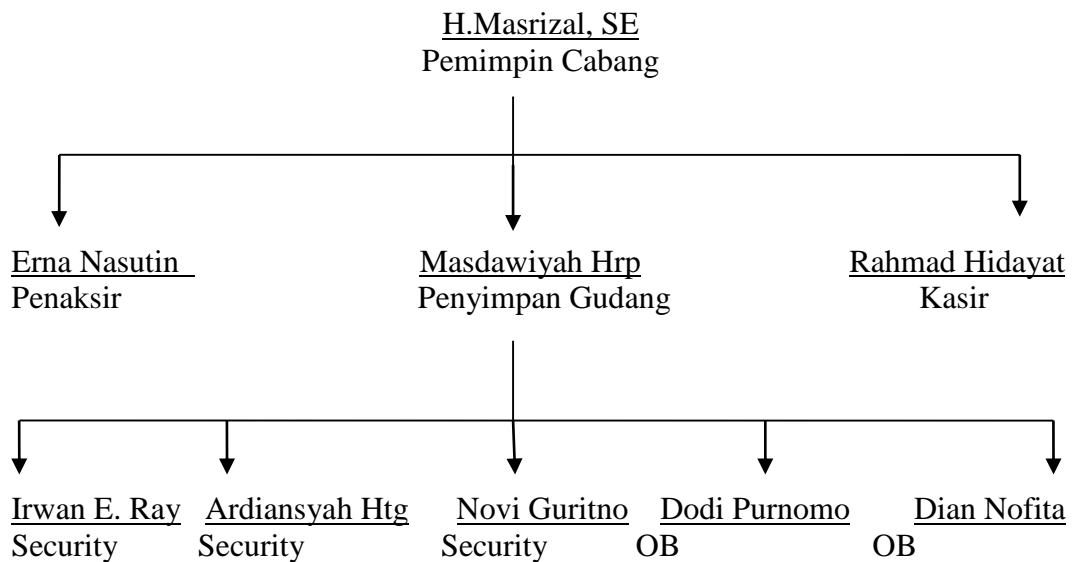 H.Masrizal, SE
Pemimpin Cabang
Erna Nasutin Masdawiyah Hrp Rahmad Hidayat
Penaksir Penyimpan Gudang Kasir
Irwan E. Ray Ardiansyah Htg Novi Guritno Dodi Purnomo Dian Nofita
Security Security Security OB OB